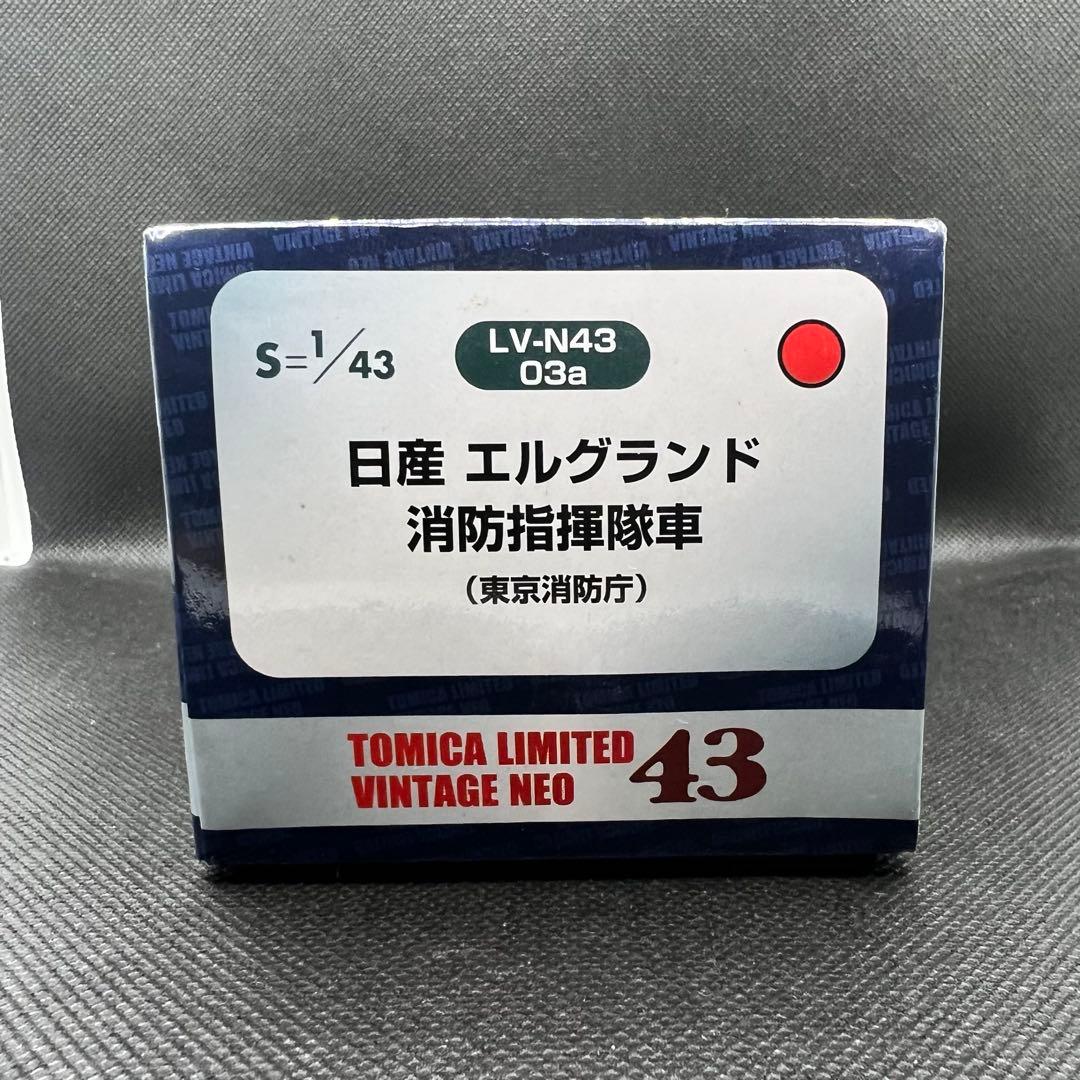 S=1/43
LV-N43
03a
日産 エルグランド
消防指揮隊車
（東京消防庁）
TOMICA LIMITED
VINTAGE NEO 43